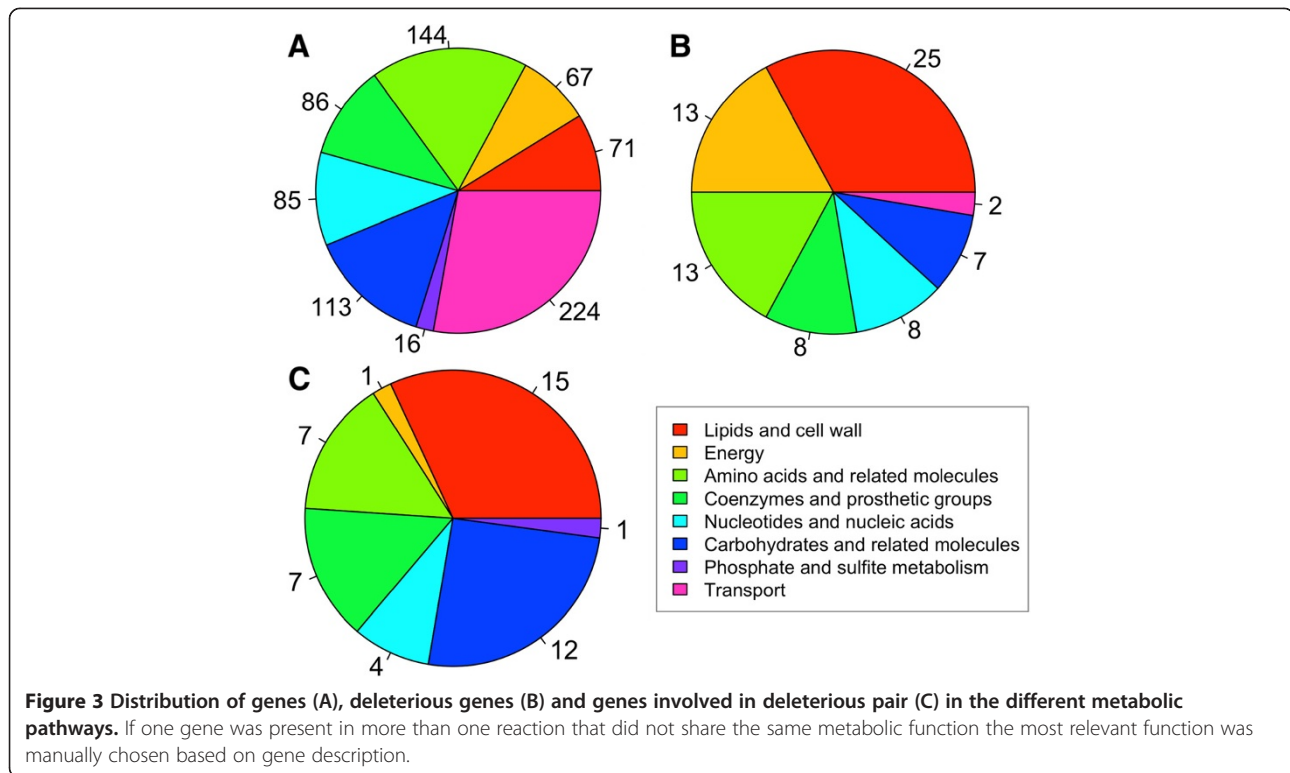 A
144
67
71
224
16
113
85
86
B
25
13
13
8
8
7
2
C
1
15
7
7
4
12
1
Lipids and cell wall
Energy
Amino acids and related molecules
Coenzymes and prosthetic groups
Nucleotides and nucleic acids
Carbohydrates and related molecules
Phosphate and sulfite metabolism
Transport
Figure 3 Distribution of genes (A), deleterious genes (B) and genes involved in deleterious pair (C) in the different metabolic
pathways. If one gene was present in more than one reaction that did not share the same metabolic function the most relevant function was
manually chosen based on gene description.